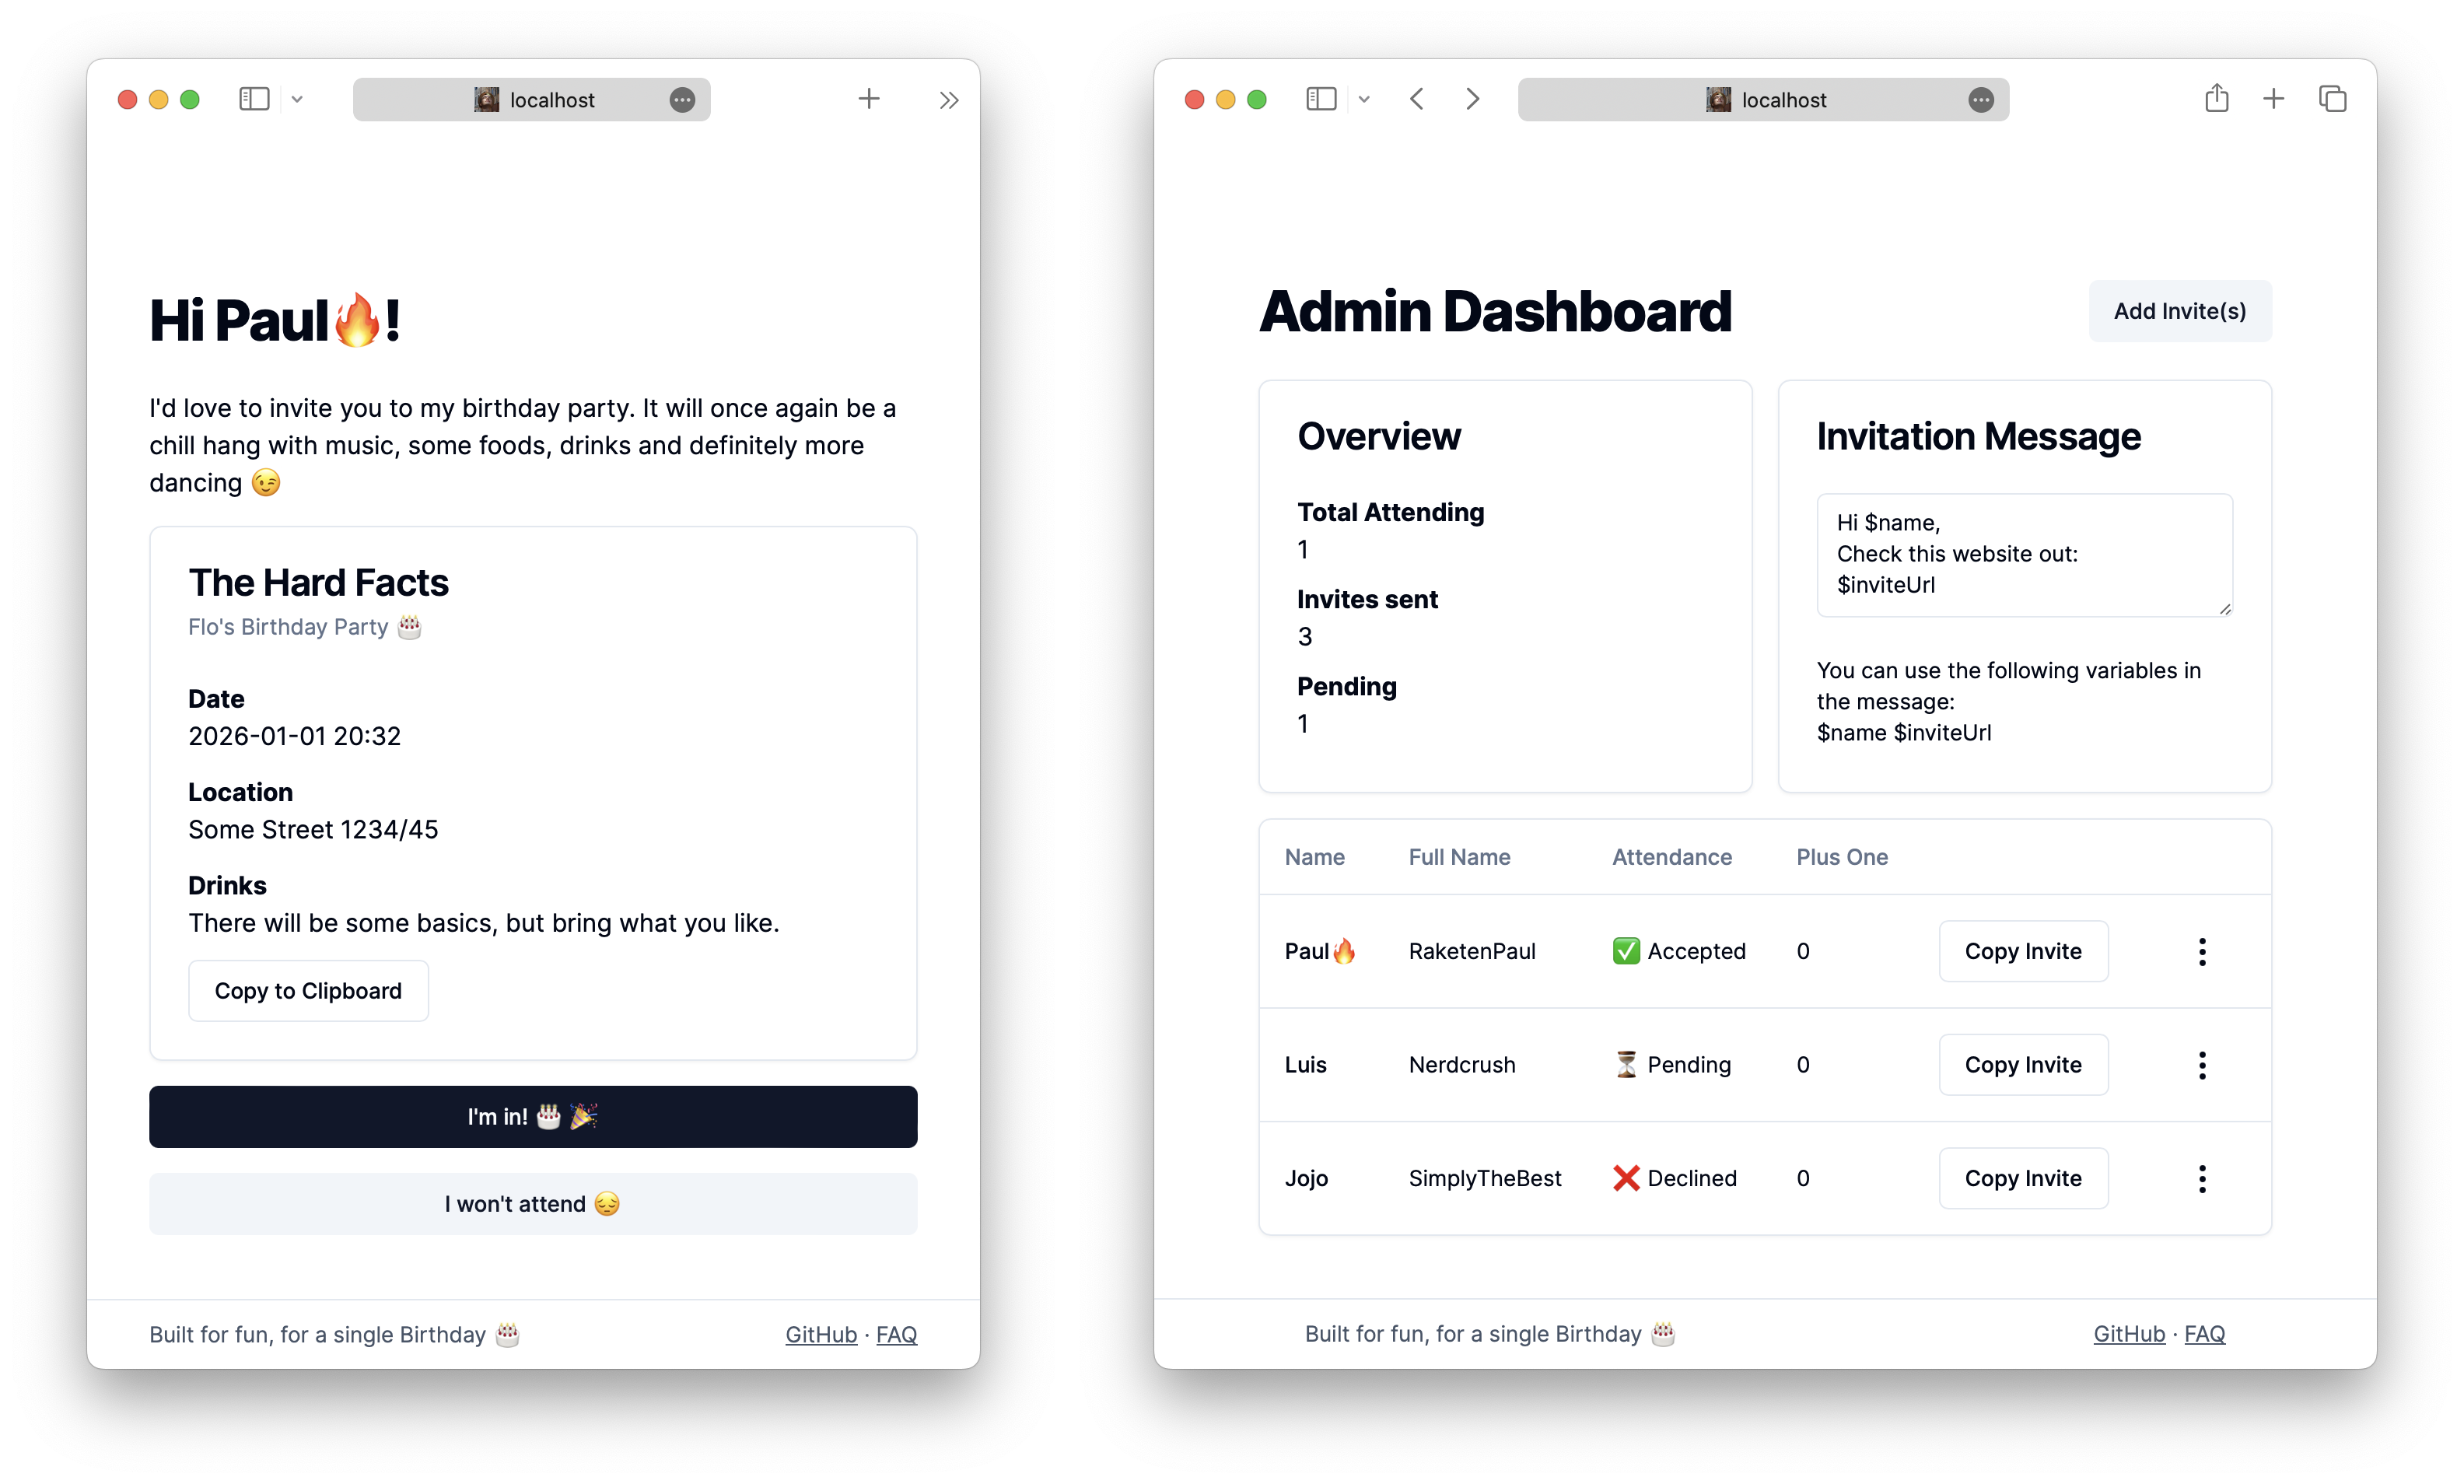 localhost
Hi Paul🔥!
I'd love to invite you to my birthday party. It will once again be a
chill hang with music, some foods, drinks and definitely more
dancing 😉
The Hard Facts
Flo's Birthday Party 🎂
Date
2026-01-01 20:32
Location
Some Street 1234/45
Drinks
There will be some basics, but bring what you like.
Copy to Clipboard
I'm in! 🎂 🎉
I won't attend 😔
Built for fun, for a single Birthday 🎂
GitHub · FAQ
localhost
Admin Dashboard
Add Invite(s)
Overview
Total Attending
1
Invites sent
3
Pending
1
Invitation Message
Hi $name,
Check this website out:
$inviteUrl
You can use the following variables in
the message:
$name $inviteUrl
Name Full Name Attendance Plus One
Paul🔥 RaketenPaul ✅ Accepted 0 Copy Invite
Luis Nerdcrush ⏳ Pending 0 Copy Invite
Jojo SimplyTheBest ❌ Declined 0 Copy Invite
Built for fun, for a single Birthday 🎂
GitHub · FAQ